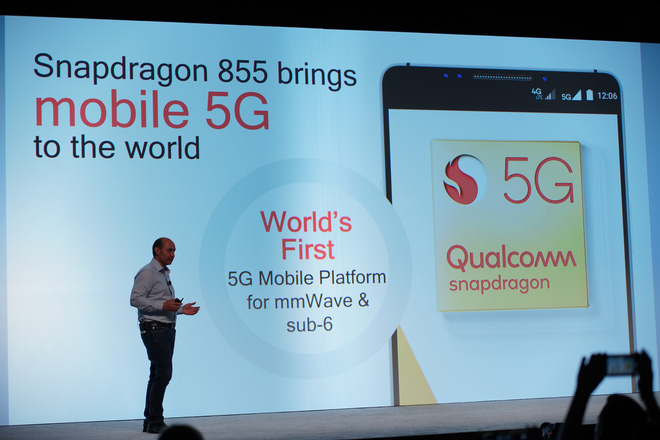 Snapdragon 855 brings
mobile 5G
to the world
World's
First
5G Mobile Platform
for mmWave &
sub-6
4G
LTE
5G
12:06
5G
Qualcomm
snapdragon